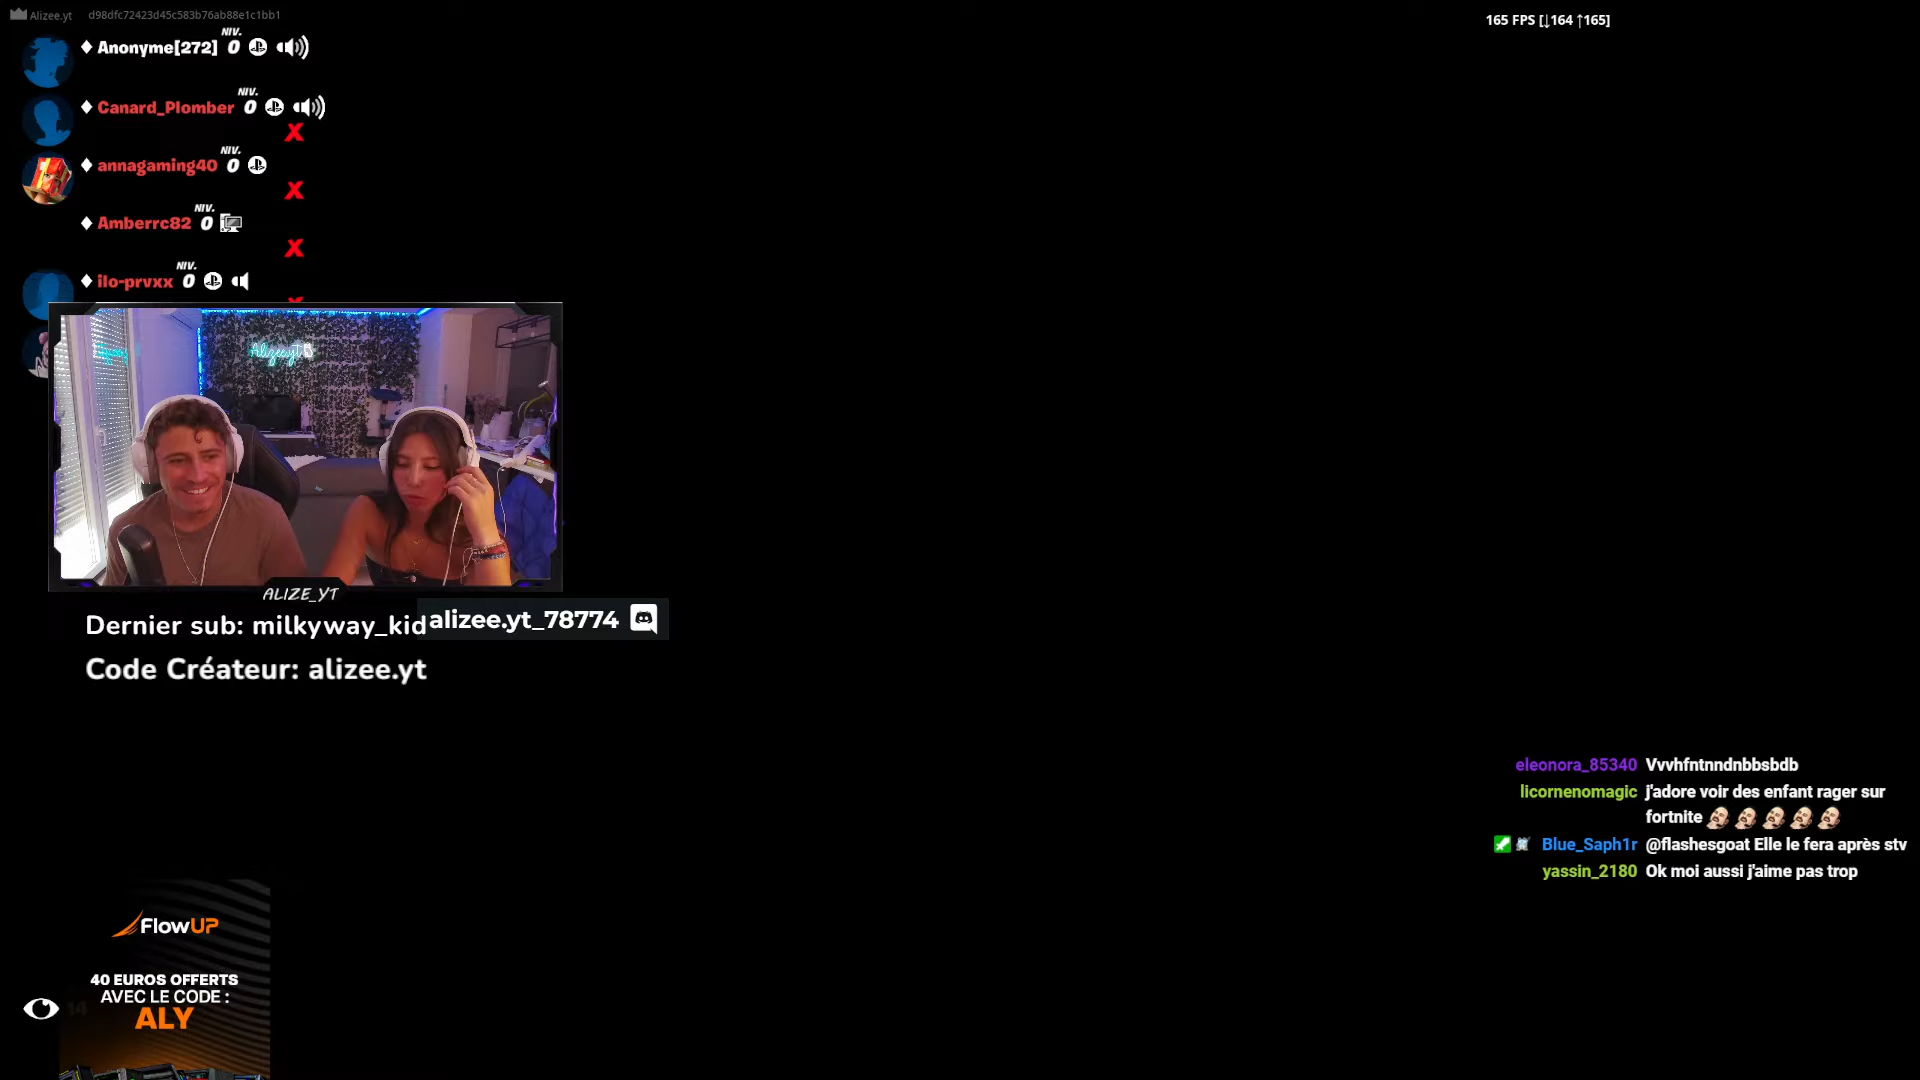 Alizee.yt d98dfc72423d45c583b76ab88e1c1bb1
165 FPS [↓164 ↑165]
NIV.
Anonyme[272] 0
NIV.
Canard_Plomber 0
X
NIV.
annagaming40 0
X
NIV.
Amberrc82 0
X
NIV.
ilo-prvxx 0
Alizeeyt
ALIZE_YT
Dernier sub: milkyway_kid
alizee.yt_78774
Code Créateur: alizee.yt
eleonora_85340 Vvvhfntnndnbbsbdb
licornenomagic j'adore voir des enfant rager sur
fortnite
Blue_Saph1r @flashesgoat Elle le fera après stv
yassin_2180 Ok moi aussi j'aime pas trop
FlowUP
40 EUROS OFFERTS
AVEC LE CODE :
14
ALY